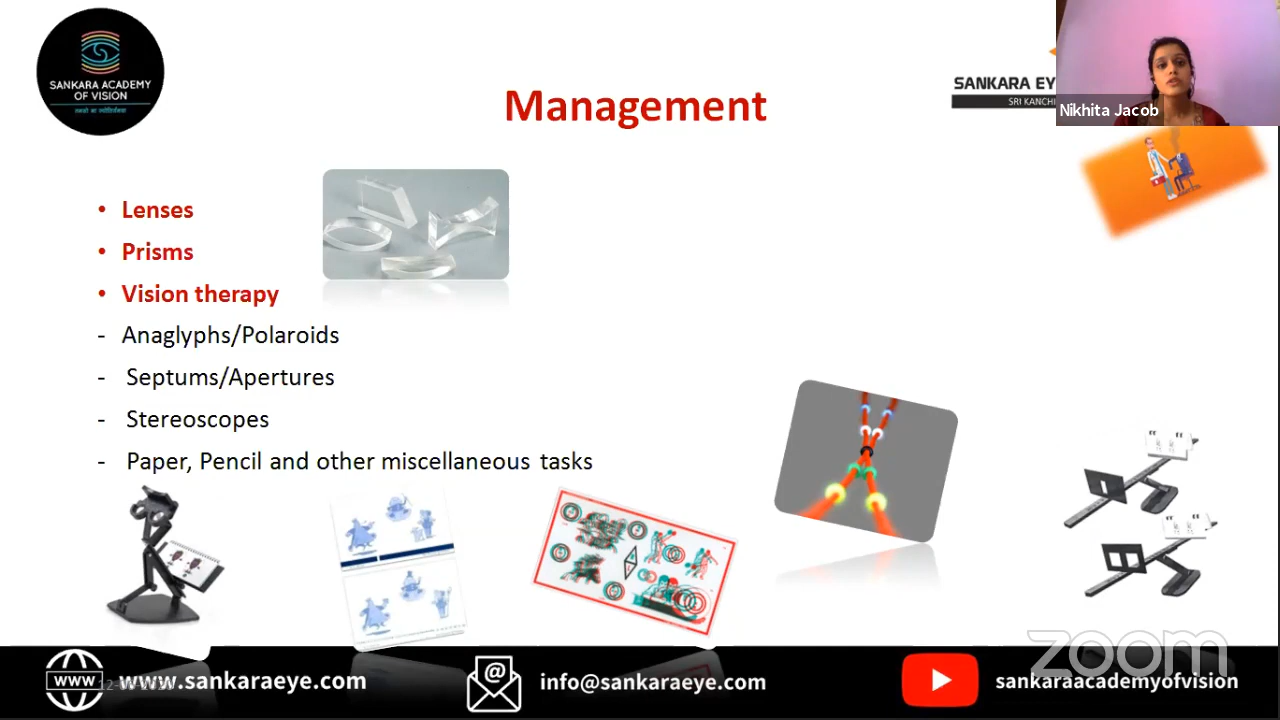 SANKARA ACADEMY
OF VISION
Management
SANKARA EY
SRI KANCHI
Nikhita Jacob
• Lenses
• Prisms
• Vision therapy
- Anaglyphs/Polaroids
- Septums/Apertures
- Stereoscopes
- Paper, Pencil and other miscellaneous tasks
zoom
www
www.sankaraeye.com
@
info@sankaraeye.com
sankaraacademyofvision